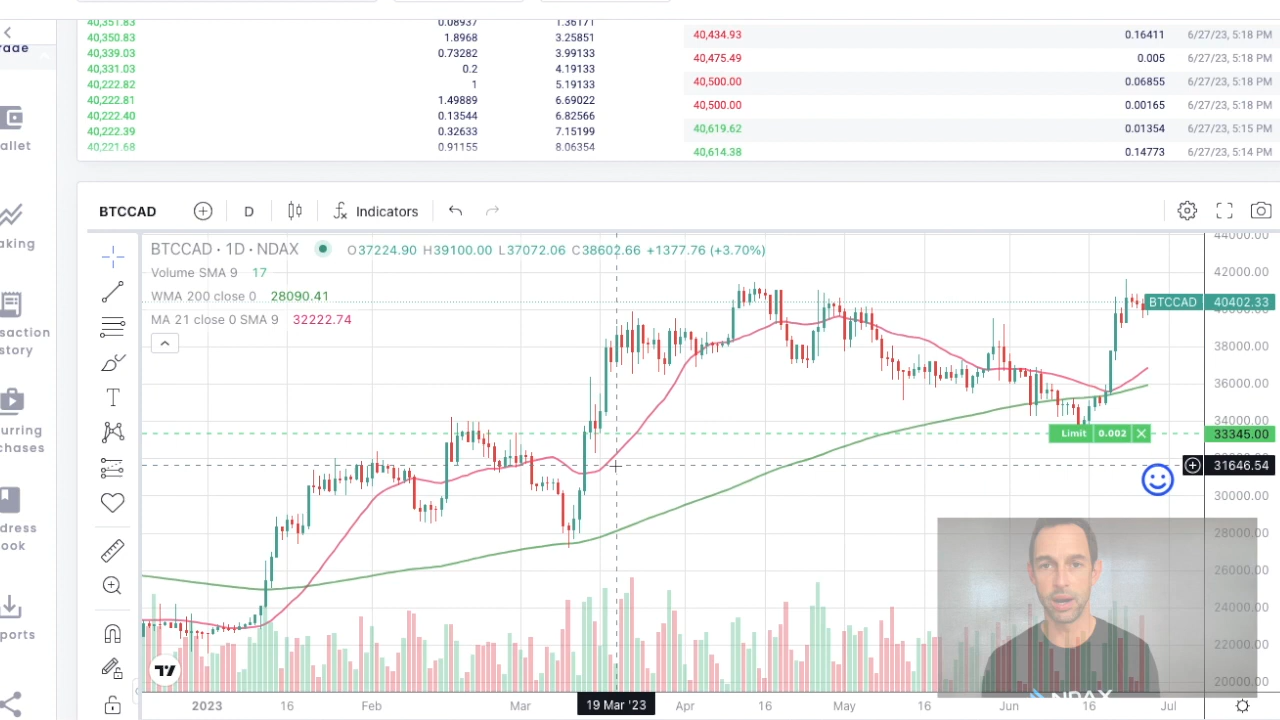 40,351.83 0.08937 1.36171
40,350.83 1.8968 3.25851 40,434.93 0.16411 6/27/23, 5:18 PM
rade
40,339.03 0.73282 3.99133 40,475.49 0.005 6/27/23, 5:18 PM
40,331.03 0.2 4.19133
40,222.82 1 5.19133 40,500.00 0.06855 6/27/23, 5:18 PM
40,222.81 1.49889 6.69022 40,500.00 0.00165 6/27/23, 5:18 PM
40,222.40 0.13544 6.82566
40,222.39 0.32633 7.15199 40,619.62 0.01354 6/27/23, 5:15 PM
40,221.68 0.91155 8.06354 40,614.38 0.14773 6/27/23, 5:14 PM
allet
BTCCAD D Indicators
aking
BTCCAD · 1D · NDAX O37224.90 H39100.00 L37072.06 C38602.66 +1377.76 (+3.70%)
Volume SMA 9 17
WMA 200 close 0 28090.41
MA 21 close 0 SMA 9 32222.74
saction
story
urring
chases
dress
ook
ports
44000.00
42000.00
BTCCAD 40402.33
40000.00
38000.00
36000.00
34000.00
Limit 0.002 33345.00
31646.54
30000.00
28000.00
26000.00
24000.00
22000.00
20000.00
2023 16 Feb Mar 19 Mar '23 Apr 16 May 16 Jun 16 Jul
NDAX